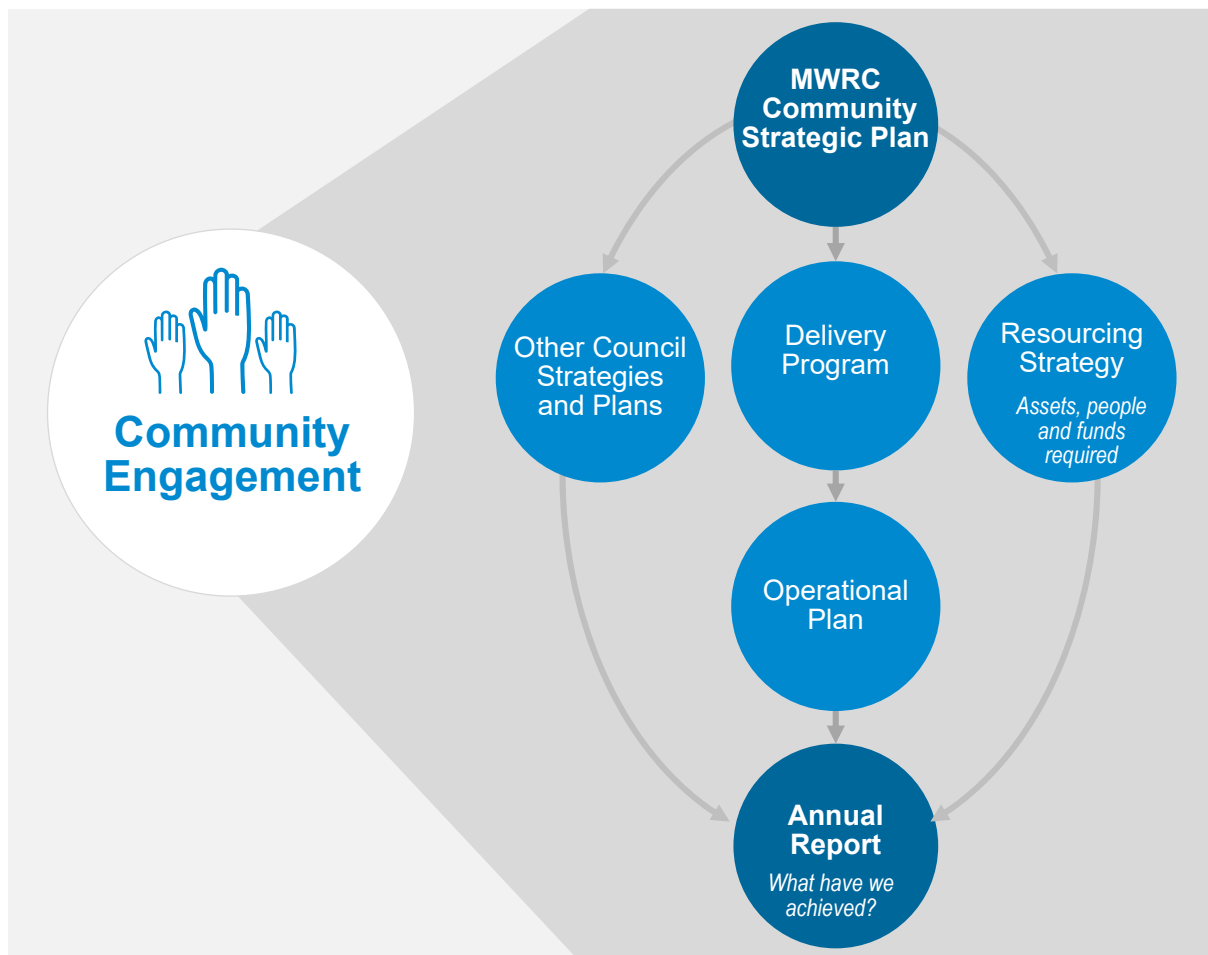 MWRC
Community
Strategic Plan
Community
Engagement
Other Council
Strategies
and Plans
Delivery
Program
Resourcing
Strategy
Assets, people
and funds
required
Operational
Plan
Annual
Report
What have we
achieved?